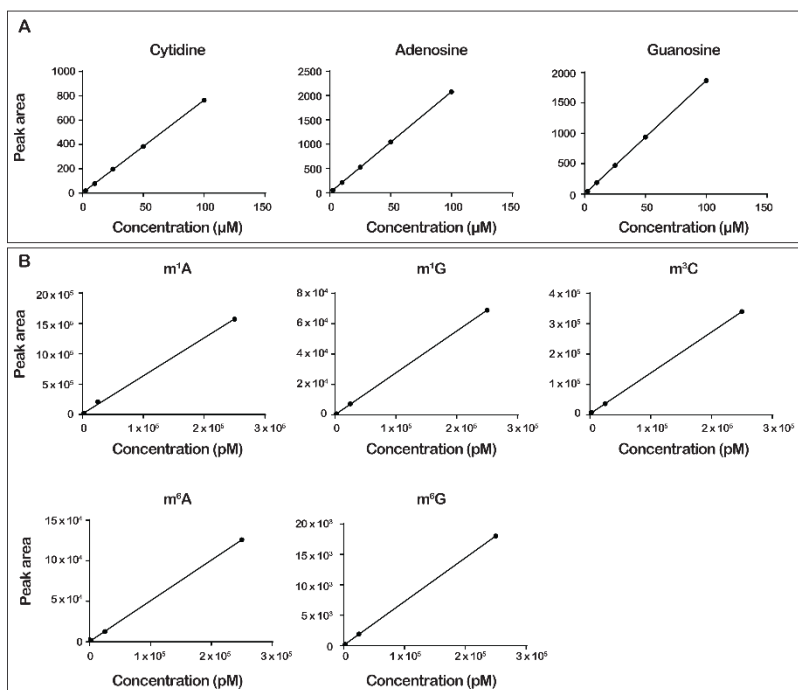 A
Cytidine
Peak area
1000
800
600
400
200
0
0
50
100
150
Concentration (µM)
Adenosine
2500
2000
1500
1000
500
0
0
50
100
150
Concentration (µM)
Guanosine
2000
1500
1000
500
0
0
50
100
150
Concentration (µM)
B
m¹A
Peak area
20 x 10⁵
15 x 10⁵
10 x 10⁵
5 x 10⁵
0
0
1 x 10⁶
2 x 10⁶
3 x 10⁶
Concentration (pM)
m¹G
8 x 10⁴
6 x 10⁴
4 x 10⁴
2 x 10⁴
0
0
1 x 10⁵
2 x 10⁵
3 x 10⁵
Concentration (pM)
m³C
4 x 10⁵
3 x 10⁵
2 x 10⁵
1 x 10⁵
0
0
1 x 10⁵
2 x 10⁵
3 x 10⁵
Concentration (pM)
m⁶A
Peak area
15 x 10⁴
10 x 10⁴
5 x 10⁴
0
0
1 x 10⁵
2 x 10⁵
3 x 10⁵
Concentration (pM)
m⁶G
20 x 10³
15 x 10³
10 x 10³
5 x 10³
0
0
1 x 10⁵
2 x 10⁵
3 x 10⁵
Concentration (pM)